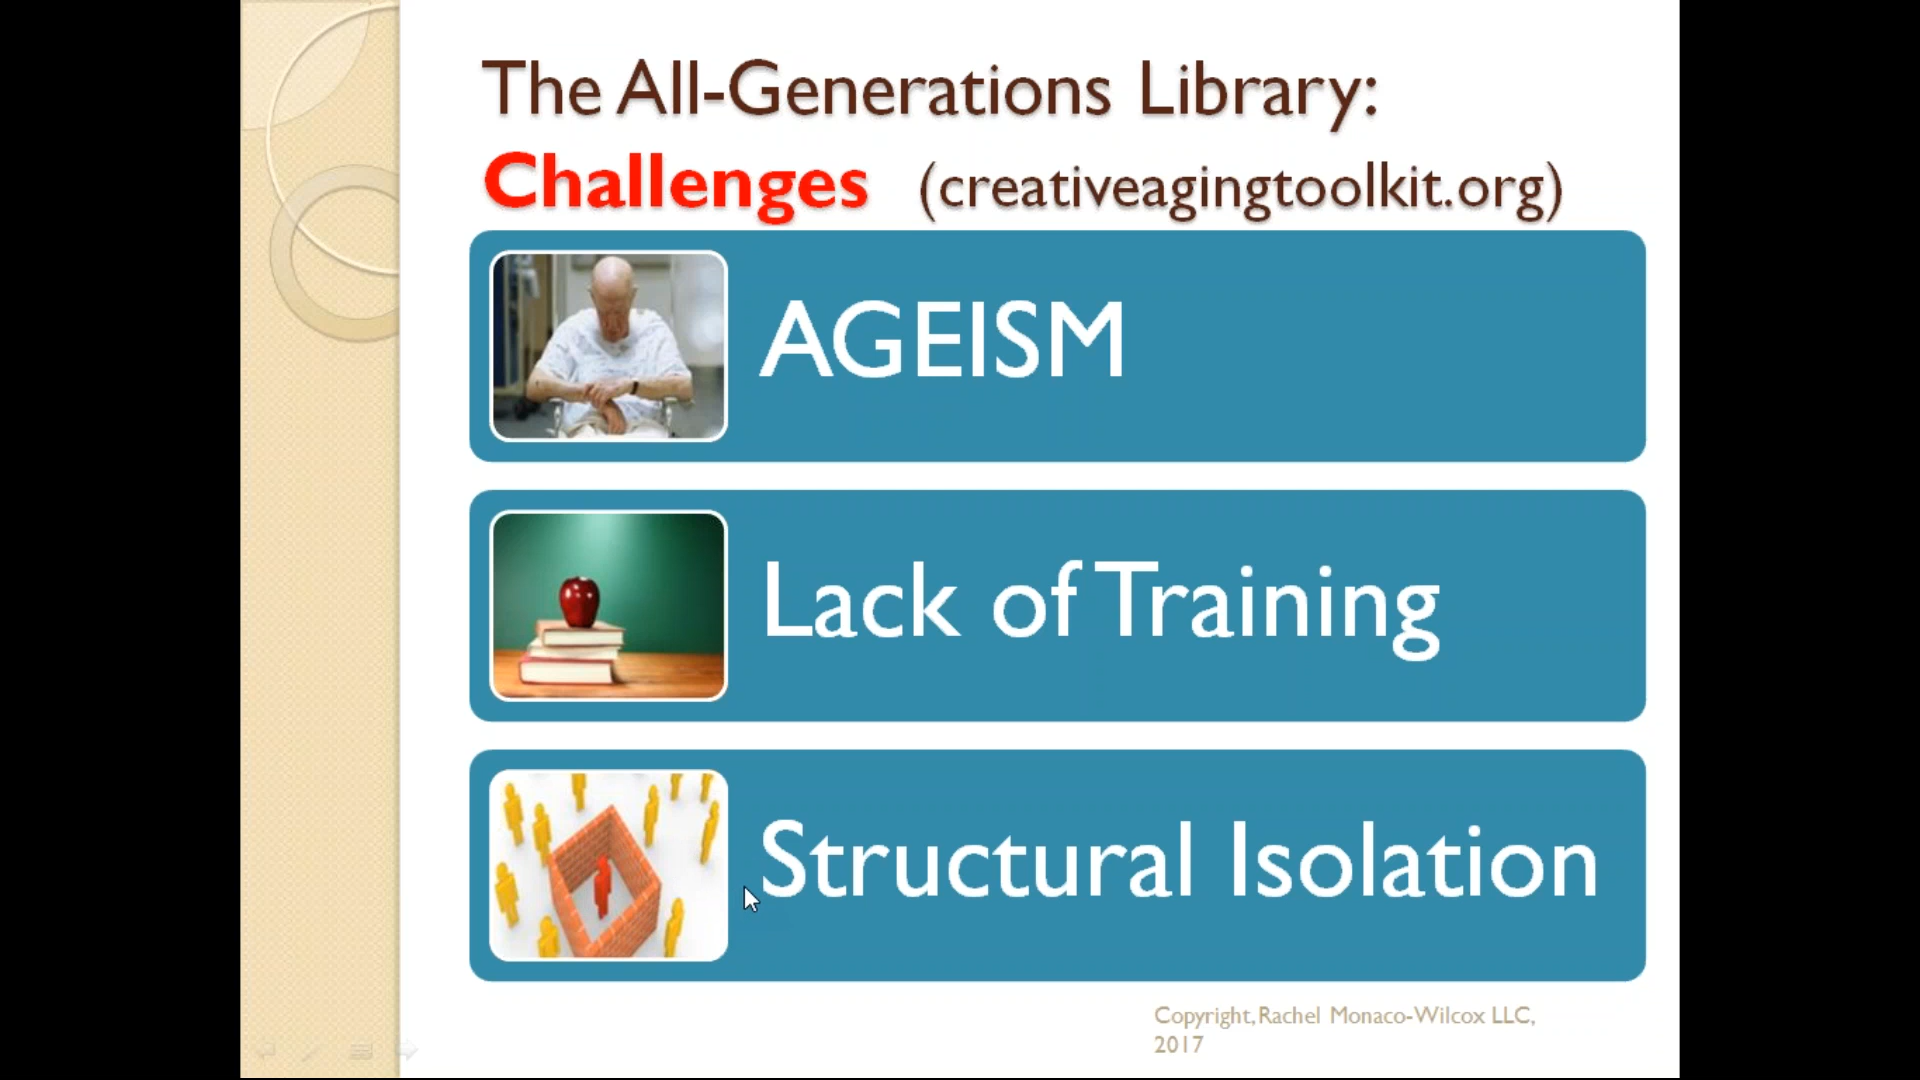 The All-Generations Library:
Challenges (creativeagingtoolkit.org)
AGEISM
Lack of Training
Structural Isolation
Copyright, Rachel Monaco-Wilcox LLC,
2017